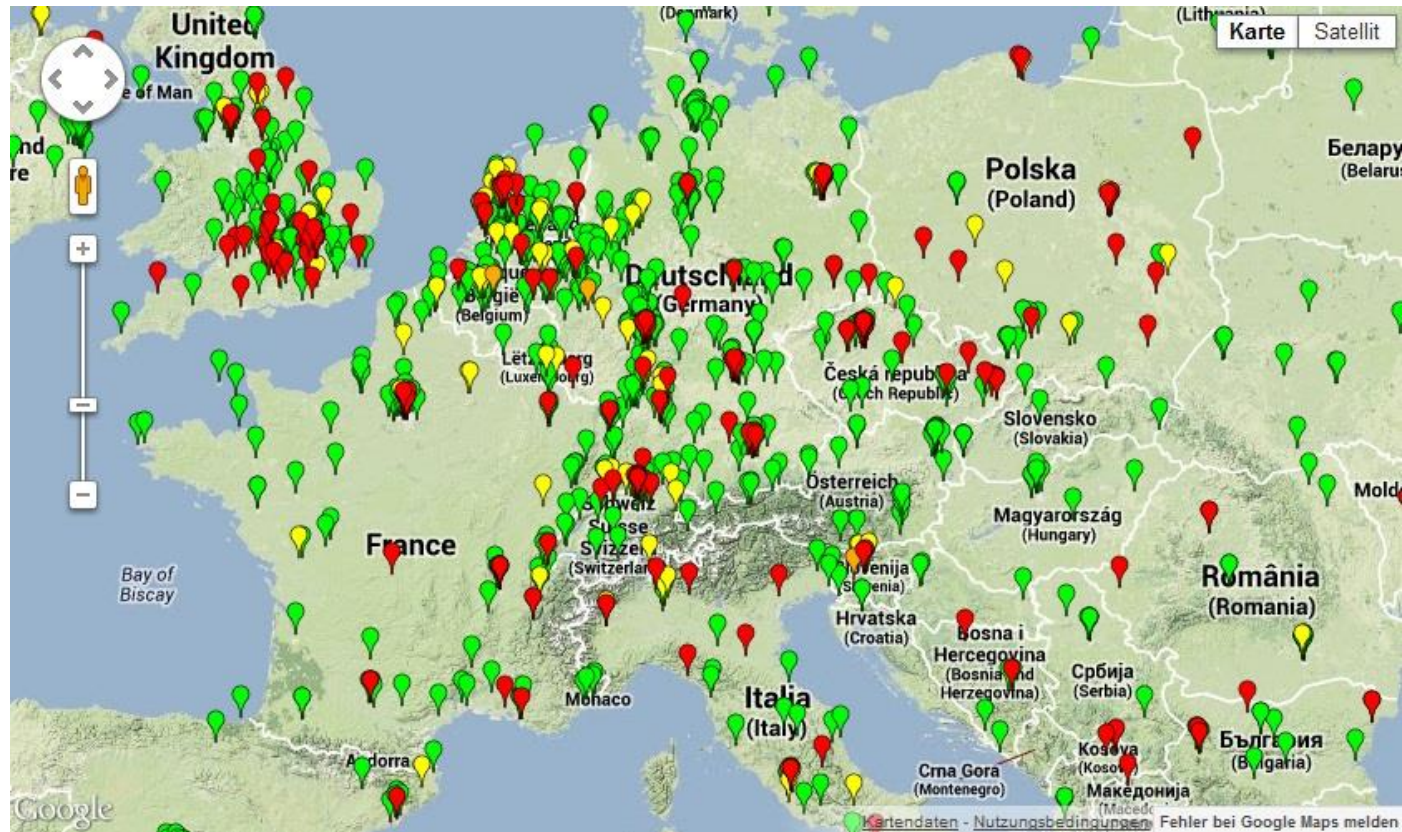 (Denmark)
(Lithuania)
United
Kingdom
Karte
Satellit
e of Man
nd
re
Беларус
(Belarus
Polska
(Poland)
Deutschland
(Germany)
België
(Belgium)
(Luxembourg)
Česká republika
(Czech Republic)
Slovensko
(Slovakia)
Österreich
(Austria)
Magyarország
(Hungary)
Mold
Schweiz
Suisse
Svizzera
(Switzerland)
France
Bay of
Biscay
Slovenija
(Slovenia)
România
(Romania)
Hrvatska
(Croatia)
Bosna i
Hercegovina
(Bosnia and
Herzegovina)
Србија
(Serbia)
Monaco
Italia
(Italy)
Kosova
(Kosovo)
България
(Bulgaria)
Andorra
Crna Gora
(Montenegro)
Македонија
(Macedo
Google
Kartendaten - Nutzungsbedingungen
Fehler bei Google Maps melden